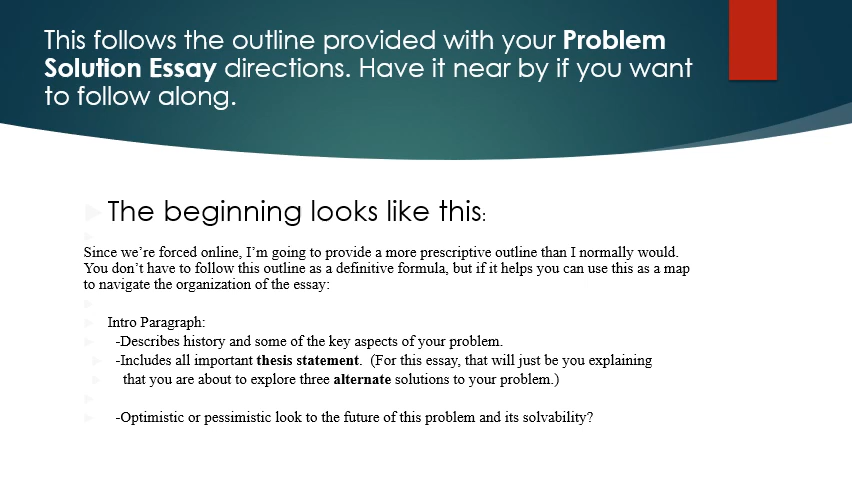 This follows the outline provided with your Problem
Solution Essay directions. Have it near by if you want
to follow along.
The beginning looks like this:
Since we’re forced online, I’m going to provide a more prescriptive outline than I normally would.
You don’t have to follow this outline as a definitive formula, but if it helps you can use this as a map
to navigate the organization of the essay:
Intro Paragraph:
-Describes history and some of the key aspects of your problem.
-Includes all important thesis statement. (For this essay, that will just be you explaining
that you are about to explore three alternate solutions to your problem.)
-Optimistic or pessimistic look to the future of this problem and its solvability?